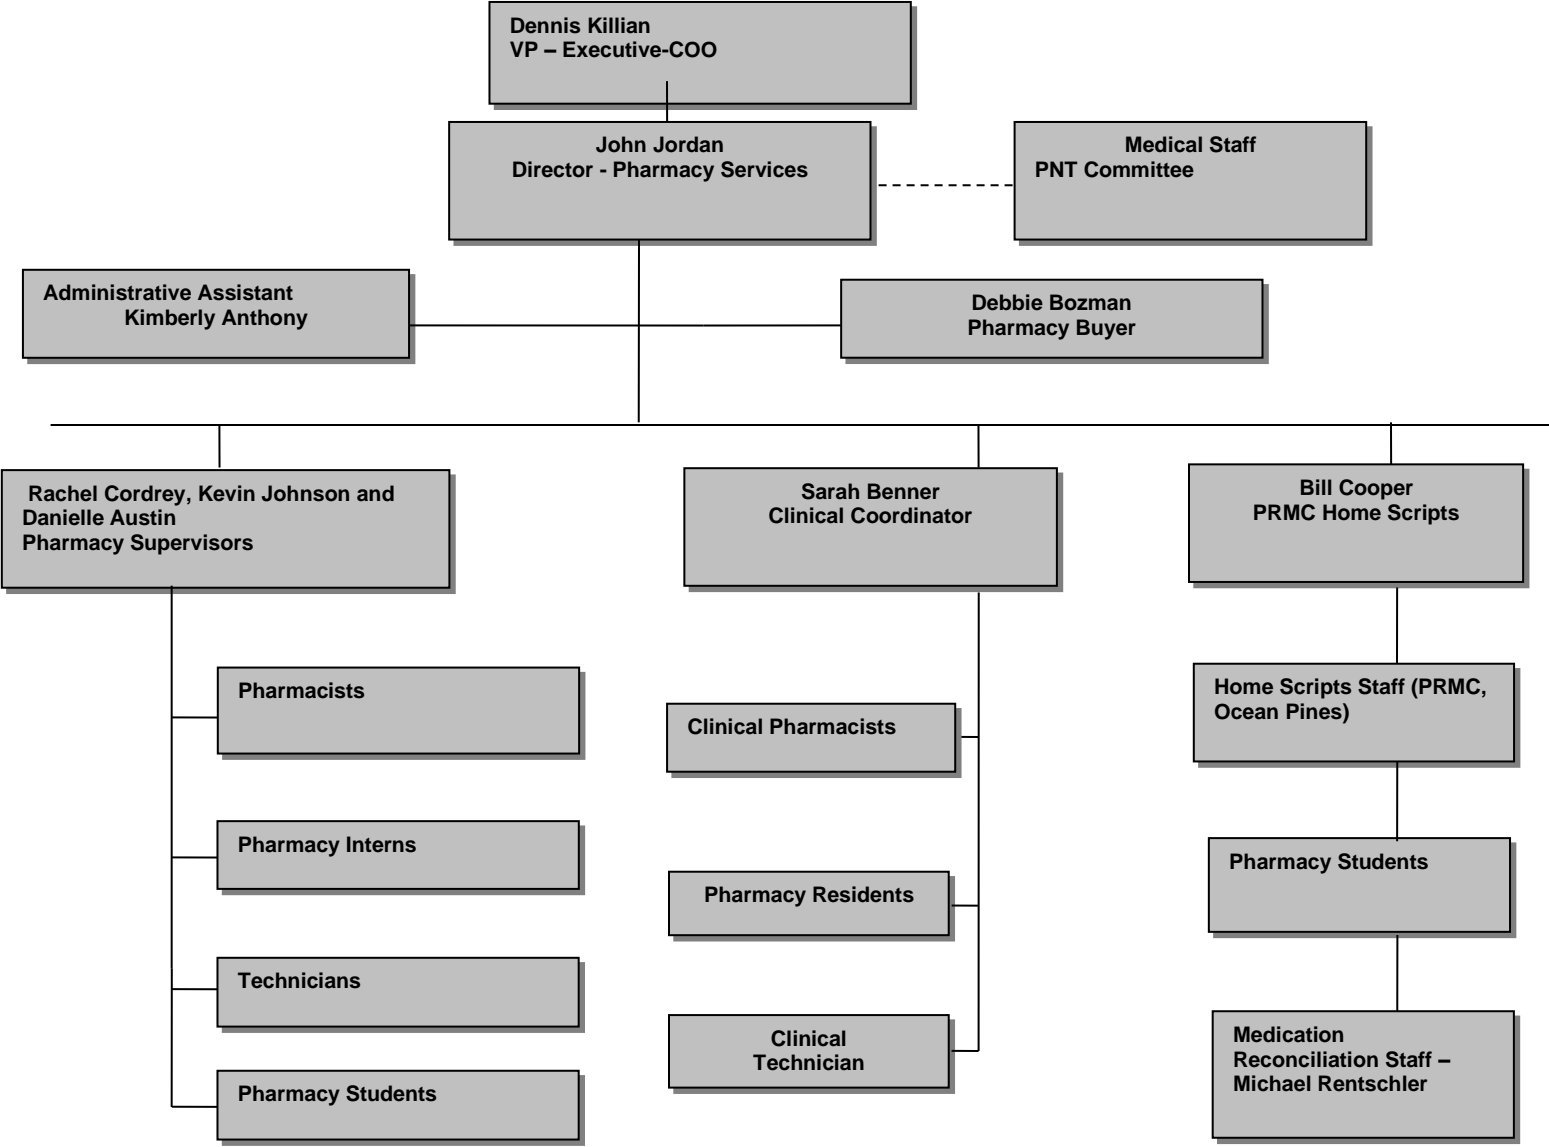 Dennis Killian
VP – Executive-COO
John Jordan
Director - Pharmacy Services
Medical Staff
PNT Committee
Administrative Assistant
Kimberly Anthony
Debbie Bozman
Pharmacy Buyer
Rachel Cordrey, Kevin Johnson and
Danielle Austin
Pharmacy Supervisors
Sarah Benner
Clinical Coordinator
Bill Cooper
PRMC Home Scripts
Pharmacists
Pharmacy Interns
Technicians
Pharmacy Students
Clinical Pharmacists
Pharmacy Residents
Clinical
Technician
Home Scripts Staff (PRMC,
Ocean Pines)
Pharmacy Students
Medication
Reconciliation Staff –
Michael Rentschler